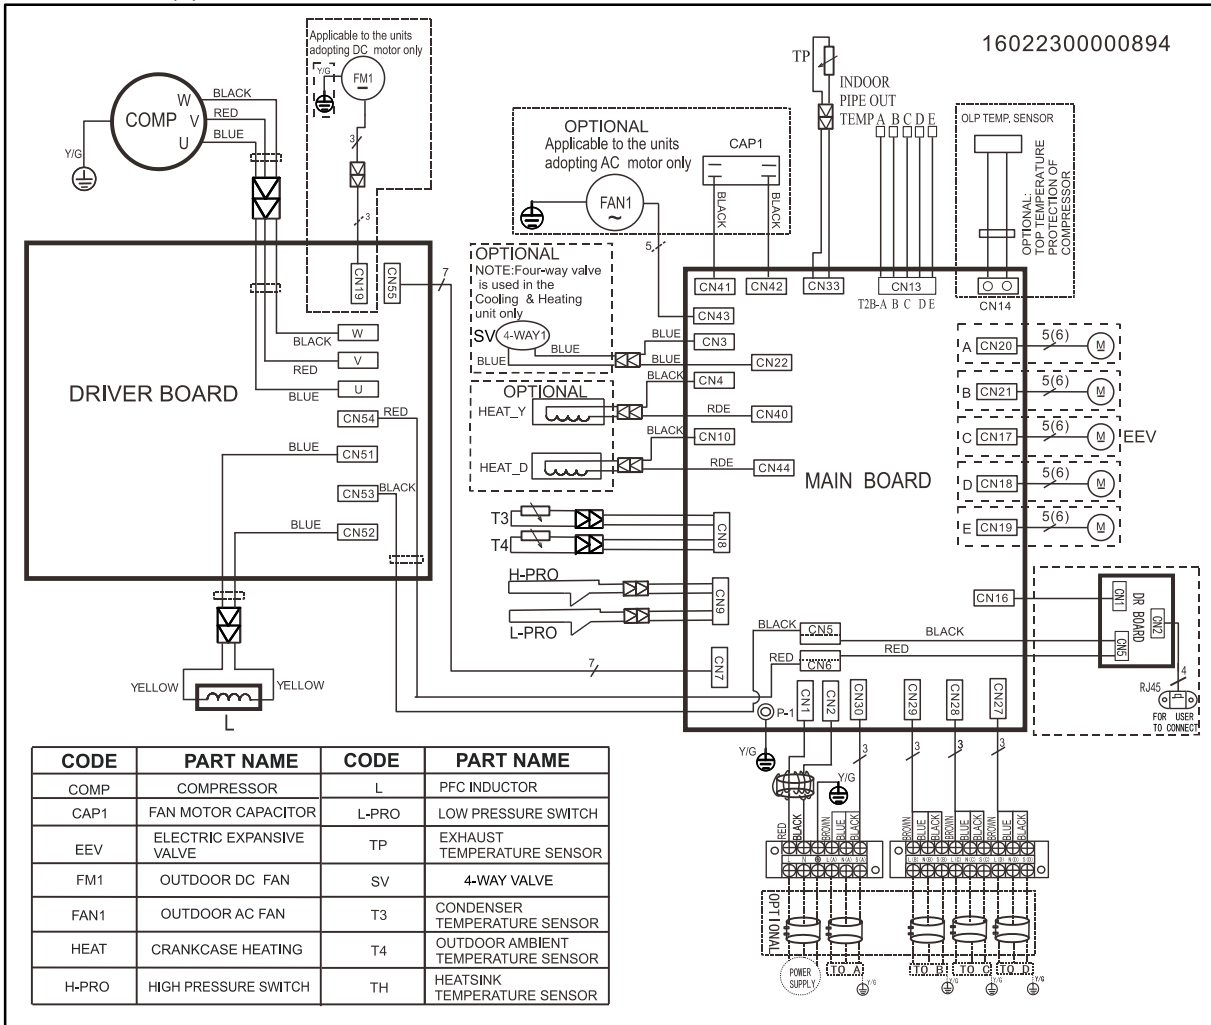 16022300000894
Applicable to the units
adopting DC motor only
Y/G
FM1
3
3
COMP
W
V
U
BLACK
RED
BLUE
Y/G
OPTIONAL
Applicable to the units
adopting AC motor only
FAN1
~
CAP1
BLACK
BLACK
5
TP
INDOOR
PIPE OUT
TEMP A B C D E
OLP TEMP, SENSOR
OPTIONAL:
TOP TEMPERATURE
PROTECTION OF
COMPRESSOR
DRIVER BOARD
CN19
CN55
7
W
BLACK
V
RED
U
BLUE
CN54
RED
BLUE
CN51
CN53
BLACK
BLUE
CN52
YELLOW
YELLOW
L
OPTIONAL
NOTE:Four-way valve
is used in the
Cooling & Heating
unit only
SV
4-WAY1
BLUE
BLUE
BLUE
BLUE
OPTIONAL
HEAT_Y
BLACK
RDE
HEAT_D
BLACK
RDE
T3
T4
H-PRO
L-PRO
7
MAIN BOARD
CN41
CN42
CN33
CN13
T2B-A B C D E
CN14
CN43
CN3
CN22
CN4
CN40
CN10
CN44
CN8
CN9
CN7
A
CN20
5(6)
M
B
CN21
5(6)
M
C
CN17
5(6)
M
EEV
D
CN18
5(6)
M
E
CN19
5(6)
M
CN16
CN1
DR BOARD
CN2
CN5
4
RJ45
FOR USER
TO CONNECT
BLACK
CN5
BLACK
RED
CN6
RED
P-1
CN1
CN2
CN30
CN29
CN28
CN27
Y/G
Y/G
3
3
3
3
RED
BLACK
BROWN
BLUE
BLACK
BROWN
BLUE
BLACK
BROWN
BLUE
BLACK
BROWN
BLUE
BLACK
L
N
L(A)
N(A)
S(A)
L(B)
N(B)
S(B)
L(C)
N(C)
S(C)
L(D)
N(D)
S(D)
OPTIONAL
POWER
SUPPLY
TO A
Y/G
TO B
Y/G
TO C
Y/G
TO D
Y/G
CODE PART NAME CODE PART NAME
COMP COMPRESSOR L PFC INDUCTOR
CAP1 FAN MOTOR CAPACITOR L-PRO LOW PRESSURE SWITCH
EEV ELECTRIC EXPANSIVE
VALVE
TP EXHAUST
TEMPERATURE SENSOR
FM1 OUTDOOR DC FAN SV 4-WAY VALVE
FAN1 OUTDOOR AC FAN T3 CONDENSER
TEMPERATURE SENSOR
HEAT CRANKCASE HEATING T4 OUTDOOR AMBIENT
TEMPERATURE SENSOR
H-PRO HIGH PRESSURE SWITCH TH HEATSINK
TEMPERATURE SENSOR